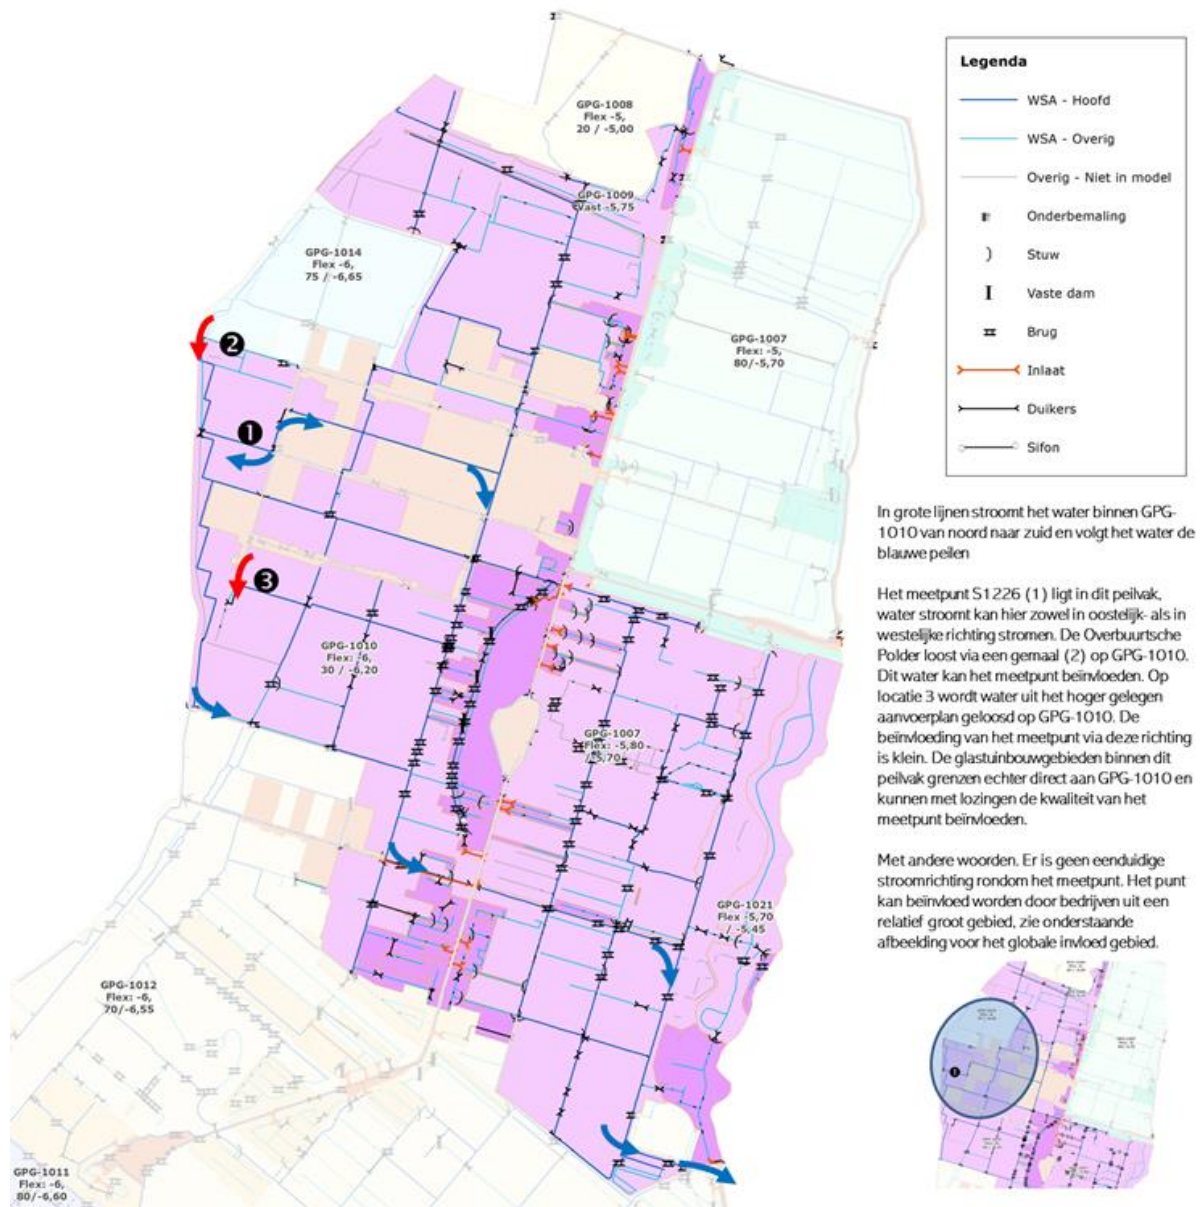 GPG-1008
Flex -5,
20 / -5,00
GPG-1009
Vast -5,75
GPG-1014
Flex -6,
75 / -6,65
GPG-1007
Flex: -5,
80/-5,70
2
1
3
GPG-1010
Flex: -6,
30 / -6,20
GPG-1007
Flex: -5,80
/ -5,70
GPG-1021
Flex -5,70
/ -5,45
GPG-1012
Flex: -6,
70/-6,55
GPG-1011
Flex: -6,
80/-6,60
Legenda
WSA - Hoofd
WSA - Overig
Overig - Niet in model
Onderbemaling
Stuw
Vaste dam
Brug
Inlaat
Duikers
Sifon
In grote lijnen stroomt het water binnen GPG-
1010 van noord naar zuid en volgt het water de
blauwe peilen
Het meetpunt S1226 (1) ligt in dit peilvak,
water stroomt kan hier zowel in oostelijk- als in
westelijke richting stromen. De Overbuurtsche
Polder loost via een gemaal (2) op GPG-1010.
Dit water kan het meetpunt beïnvloeden. Op
locatie 3 wordt water uit het hoger gelegen
aanvoerplan geloosd op GPG-1010. De
beïnvloeding van het meetpunt via deze richting
is klein. De glastuinbouwgebieden binnen dit
peilvak grenzen echter direct aan GPG-1010 en
kunnen met lozingen de kwaliteit van het
meetpunt beïnvloeden.
Met andere woorden. Er is geen eenduidige
stroomrichting rondom het meetpunt. Het punt
kan beïnvloed worden door bedrijven uit een
relatief groot gebied, zie onderstaande
afbeelding voor het globale invloed gebied.